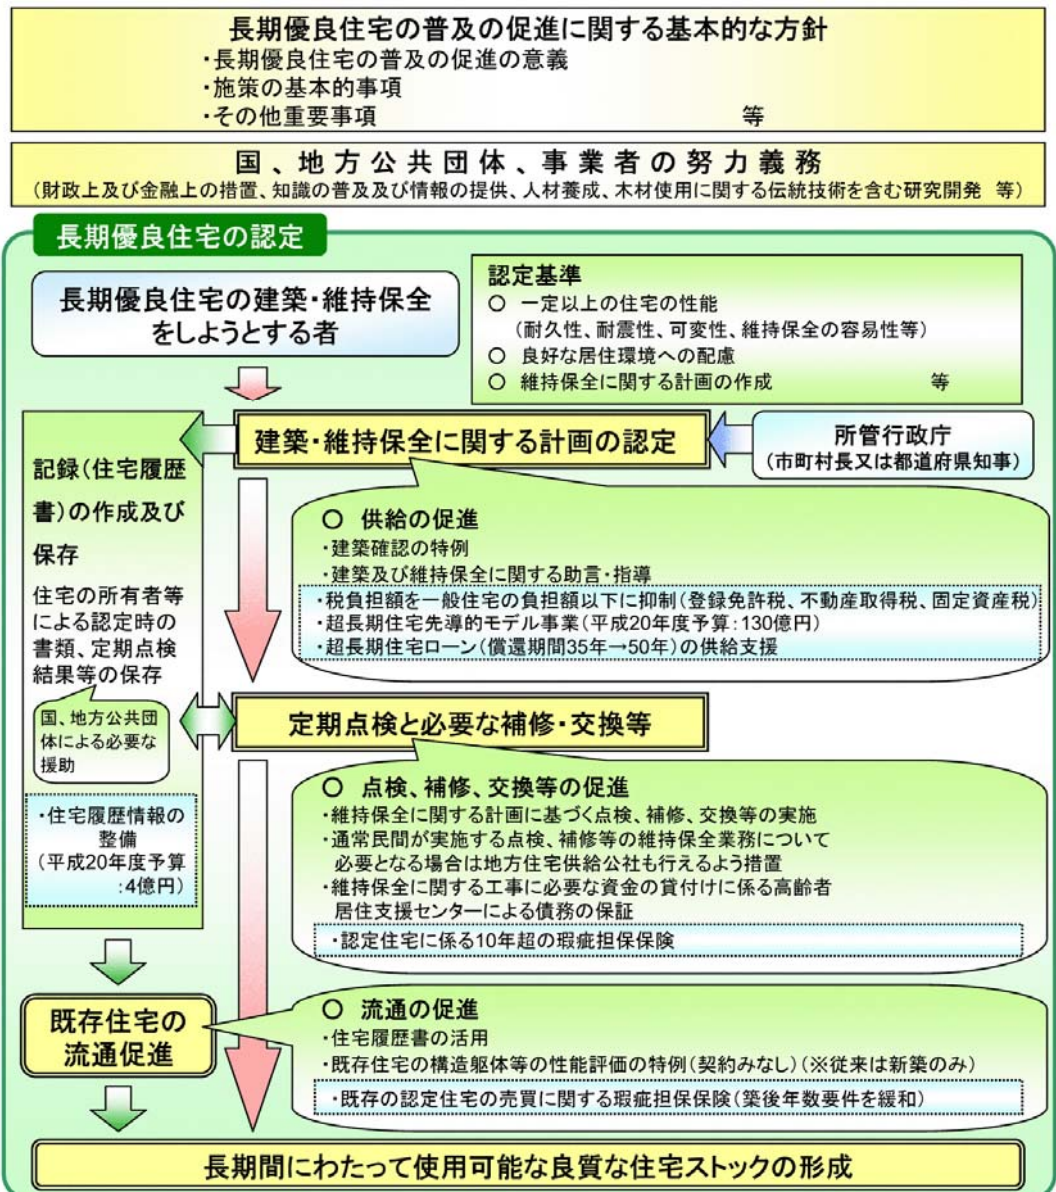 長期優良住宅の普及の促進に関する基本的な方針
・長期優良住宅の普及の促進の意義
・施策の基本的事項
・その他重要事項 等
国、地方公共団体、事業者の努力義務
(財政上及び金融上の措置、知識の普及及び情報の提供、人材養成、木材使用に関する伝統技術を含む研究開発 等)
長期優良住宅の認定
長期優良住宅の建築・維持保全
をしようとする者
認定基準
○ 一定以上の住宅の性能
(耐久性、耐震性、可変性、維持保全の容易性等)
○ 良好な居住環境への配慮
○ 維持保全に関する計画の作成 等
建築・維持保全に関する計画の認定
所管行政庁
(市町村長又は都道府県知事)
記録(住宅履歴
書)の作成及び
保存
住宅の所有者等
による認定時の
書類、定期点検
結果等の保存
国、地方公共団
体による必要な
援助
・住宅履歴情報の
整備
(平成20年度予算
:4億円)
○ 供給の促進
・建築確認の特例
・建築及び維持保全に関する助言・指導
・税負担額を一般住宅の負担額以下に抑制(登録免許税、不動産取得税、固定資産税)
・超長期住宅先導的モデル事業(平成20年度予算:130億円)
・超長期住宅ローン(償還期間35年→50年)の供給支援
定期点検と必要な補修・交換等
○ 点検、補修、交換等の促進
・維持保全に関する計画に基づく点検、補修、交換等の実施
・通常民間が実施する点検、補修等の維持保全業務について
必要となる場合は地方住宅供給公社も行えるよう措置
・維持保全に関する工事に必要な資金の貸付けに係る高齢者
居住支援センターによる債務の保証
・認定住宅に係る10年超の瑕疵担保保険
既存住宅の
流通促進
○ 流通の促進
・住宅履歴書の活用
・既存住宅の構造躯体等の性能評価の特例(契約みなし)(※従来は新築のみ)
・既存の認定住宅の売買に関する瑕疵担保保険(築後年数要件を緩和)
長期間にわたって使用可能な良質な住宅ストックの形成